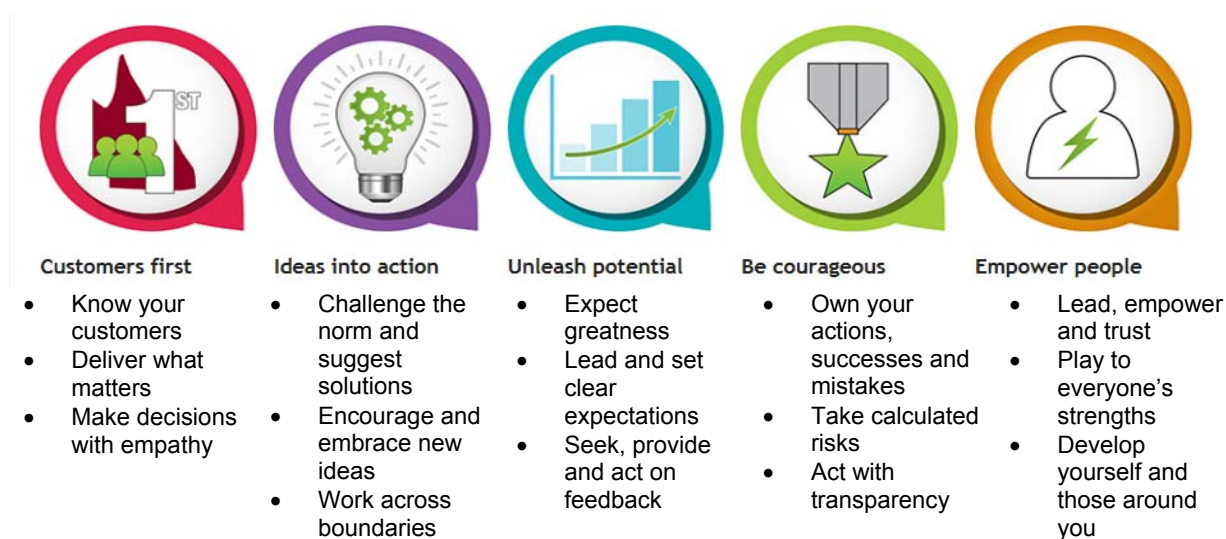 1ST
Customers first
• Know your
customers
• Deliver what
matters
• Make decisions
with empathy
Ideas into action
• Challenge the
norm and
suggest
solutions
• Encourage and
embrace new
ideas
• Work across
boundaries
Unleash potential
• Expect
greatness
• Lead and set
clear
expectations
• Seek, provide
and act on
feedback
Be courageous
• Own your
actions,
successes and
mistakes
• Take calculated
risks
• Act with
transparency
Empower people
• Lead, empower
and trust
• Play to
everyone’s
strengths
• Develop
yourself and
those around
you